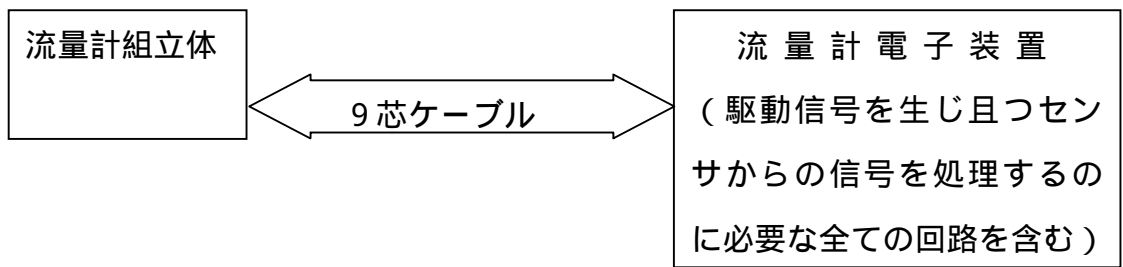 流量計組立体
9芯ケーブル
流量計電子装置
(駆動信号を生じ且つセン
サからの信号を処理するの
に必要な全ての回路を含む)